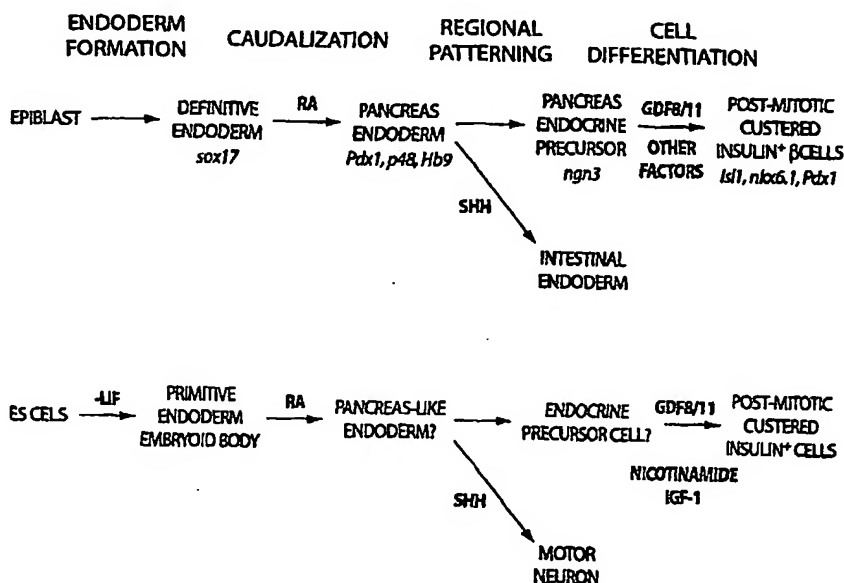 ENDODERM
FORMATION
CAUDALIZATION
REGIONAL
PATTERNING
CELL
DIFFERENTIATION
EPIBLAST
DEFINITIVE
ENDODERM
sox17
RA
PANCREAS
ENDODERM
Pdx1, p48, Hb9
SHH
INTESTINAL
ENDODERM
PANCREAS
ENDOCRINE
PRECURSOR
ngn3
GDF8/11
OTHER
FACTORS
POST-MITOTIC
CUSTERED
INSULIN+ βCELLS
Isl1, nkx6.1, Pdx1
ES CELS
-LIF
PRIMITIVE
ENDODERM
EMBRYOID BODY
RA
PANCREAS-LIKE
ENDODERM?
SHH
MOTOR
NEURON
ENDOCRINE
PRECURSOR CELL?
GDF8/11
NICOTINAMIDE
IGF-1
POST-MITOTIC
CUSTERED
INSULIN+ CELLS